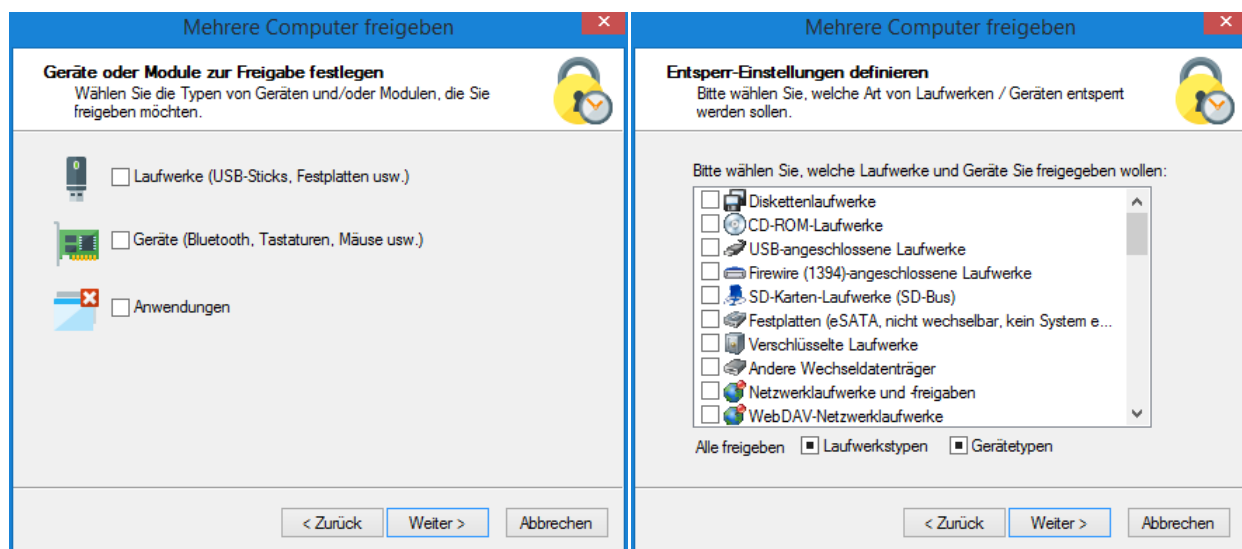 Mehrere Computer freigeben
Geräte oder Module zur Freigabe festlegen
Wählen Sie die Typen von Geräten und/oder Modulen, die Sie
freigeben möchten.
Laufwerke (USB-Sticks, Festplatten usw.)
Geräte (Bluetooth, Tastaturen, Mäuse usw.)
Anwendungen
< Zurück
Weiter >
Abbrechen
Mehrere Computer freigeben
Entsperr-Einstellungen definieren
Bitte wählen Sie, welche Art von Laufwerken / Geräten entsperrt
werden sollen.
Bitte wählen Sie, welche Laufwerke und Geräte Sie freigegeben wollen:
Diskettenlaufwerke
CD-ROM-Laufwerke
USB-angeschlossene Laufwerke
Firewire (1394)-angeschlossene Laufwerke
SD-Karten-Laufwerke (SD-Bus)
Festplatten (eSATA, nicht wechselbar, kein System e...
Verschlüsselte Laufwerke
Andere Wechseldatenträger
Netzwerklaufwerke und -freigaben
WebDAV-Netzwerklaufwerke
Alle freigeben
Laufwerkstypen
Gerätetypen
< Zurück
Weiter >
Abbrechen